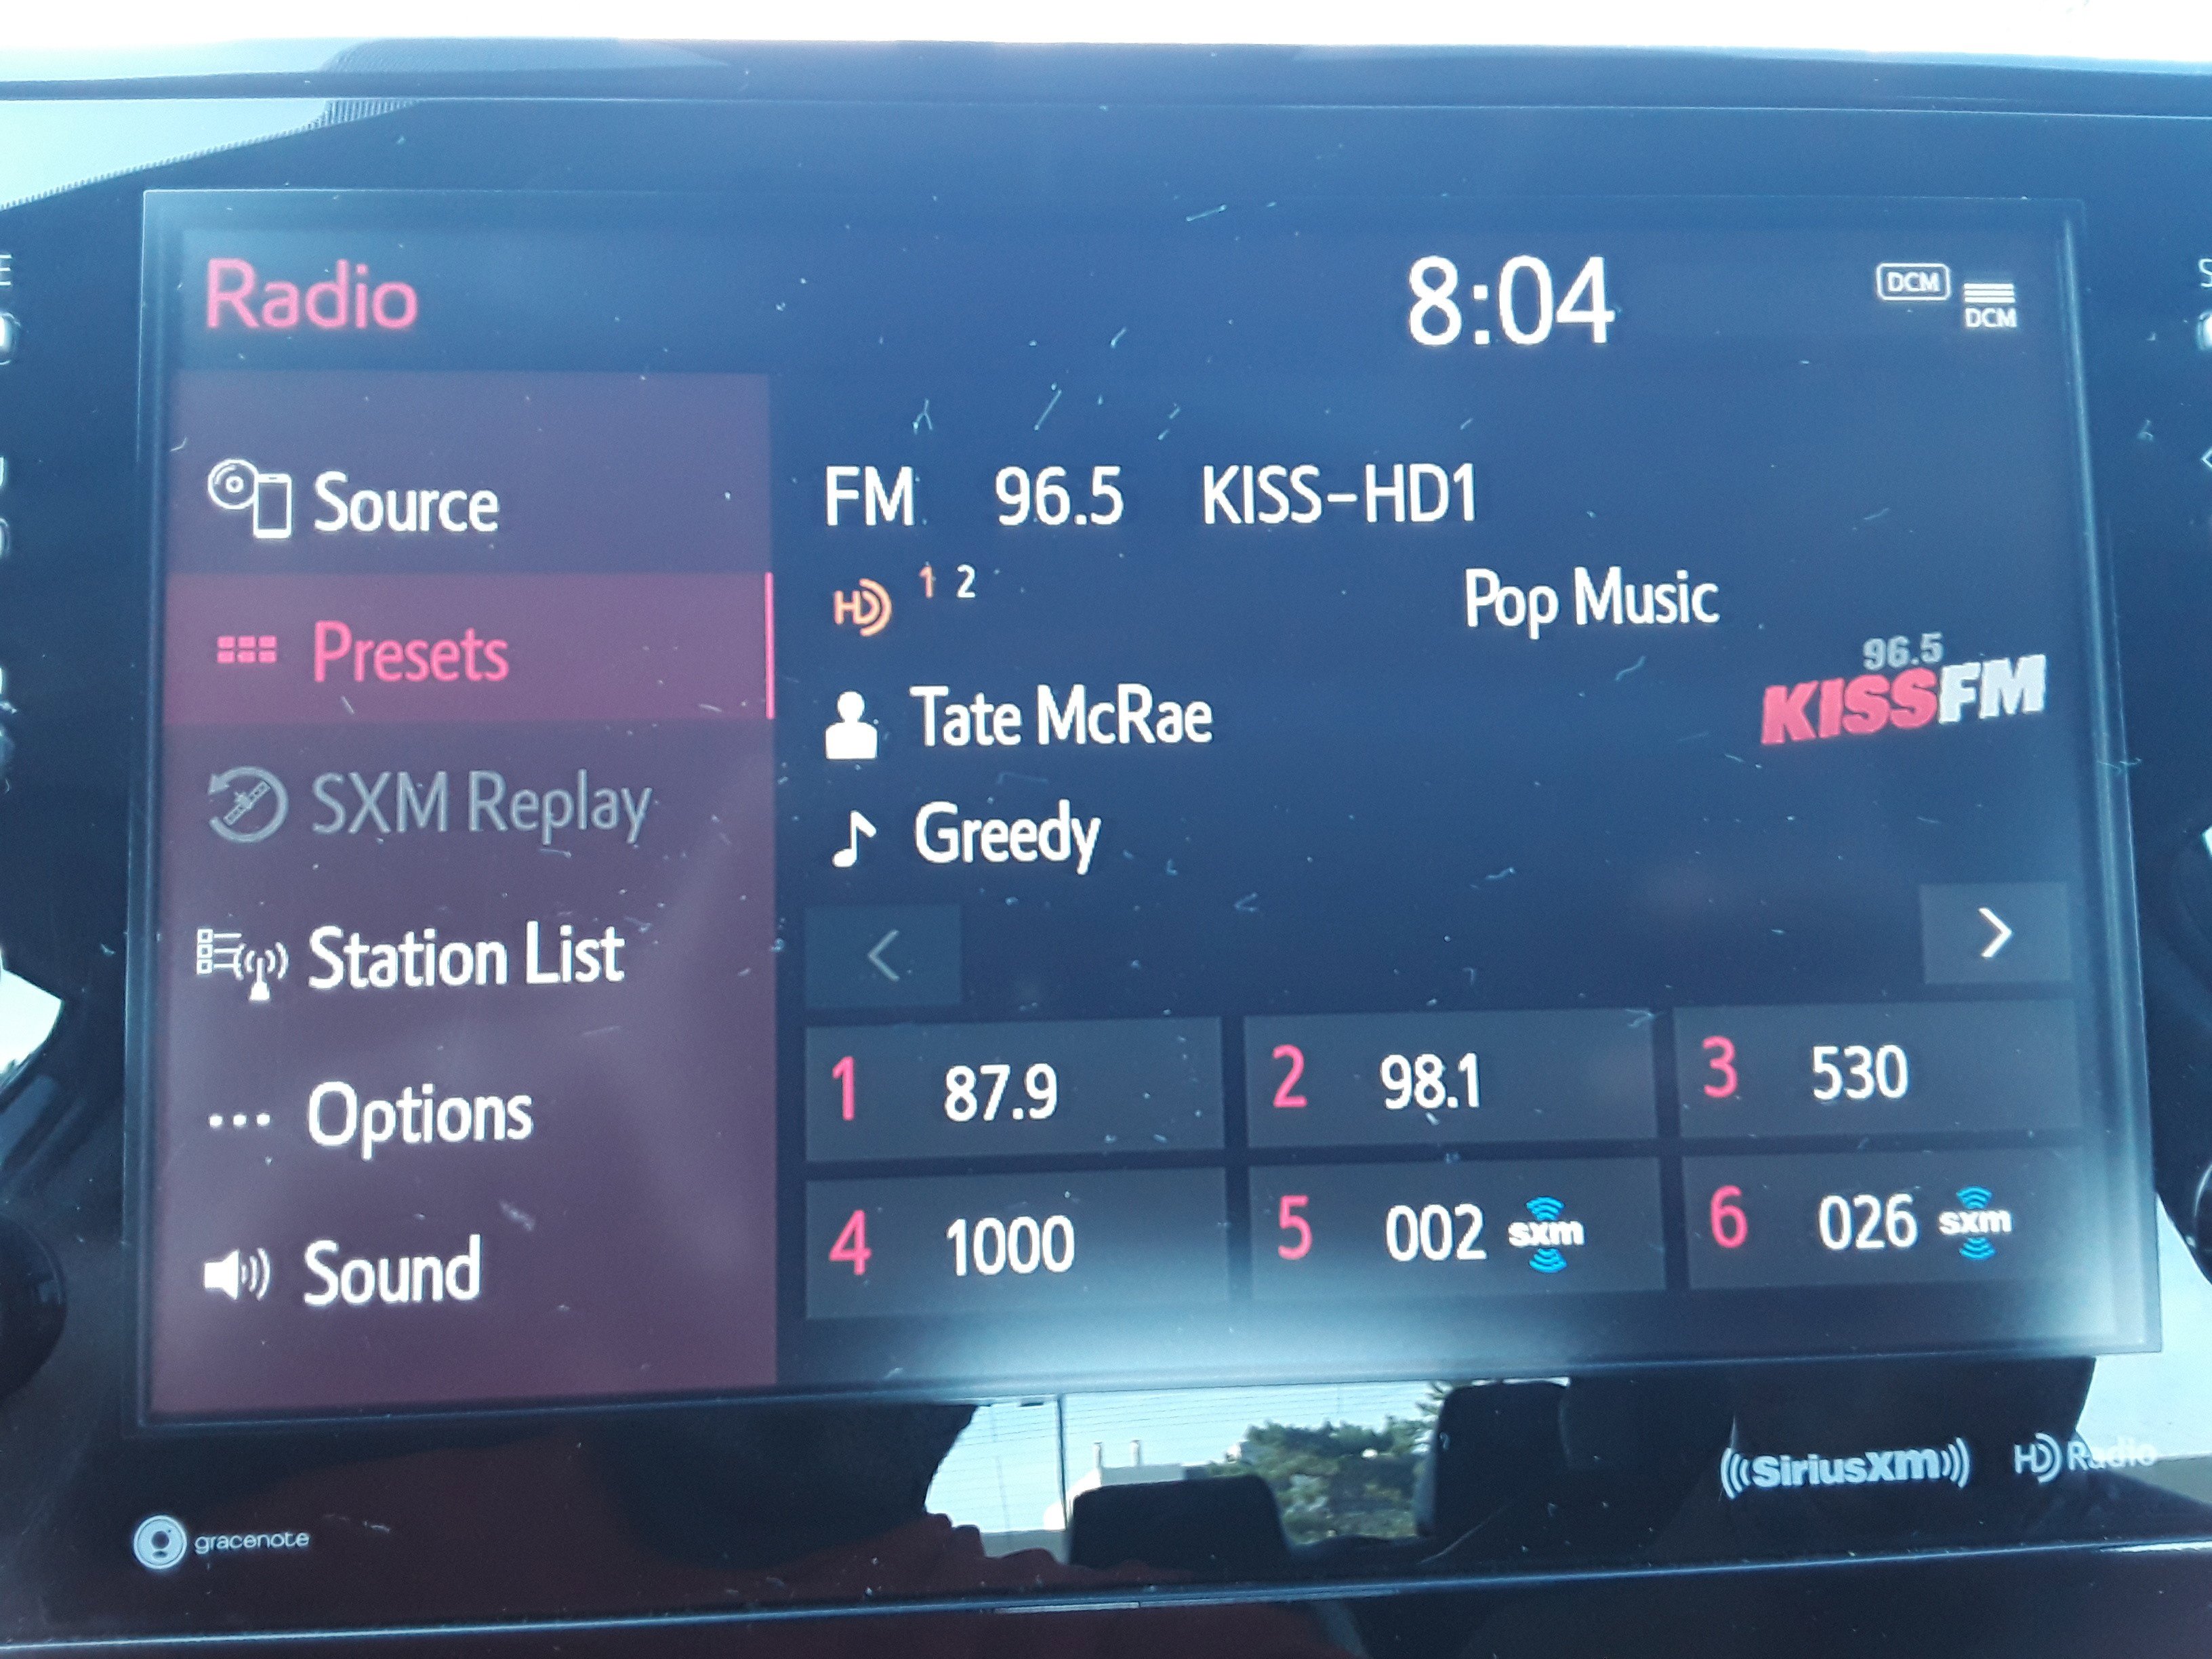 Radio
8:04
DCM
DCM
Source
Presets
SXM Replay
Station List
Options
Sound
FM 96.5 KISS-HD1
HD 1 2
Pop Music
96.5
KISSFM
Tate McRae
Greedy
1 87.9
2 98.1
3 530
4 1000
5 002 sxm
6 026 sxm
gracenote
((SiriusXM))
HD Radio